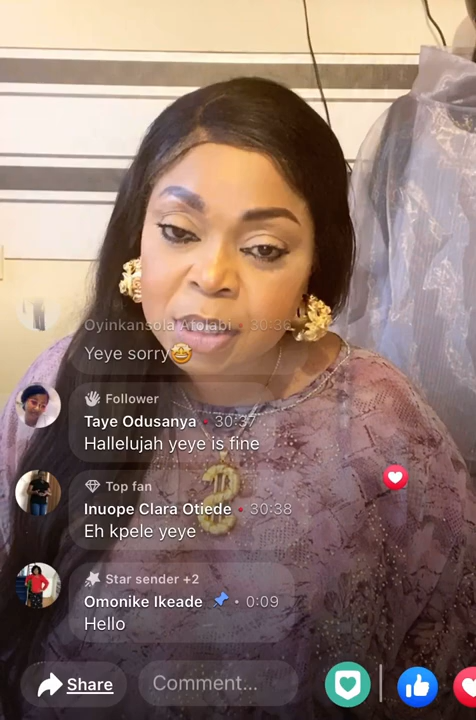 Oyinkansola Afolabi • 30:36
Yeye sorry🤩
Follower
Taye Odusanya • 30:37
Hallelujah yeye is fine
Top fan
Inuope Clara Otiede • 30:38
Eh kpele yeye
Star sender +2
Omonike Ikeade • 0:09
Hello
Share
Comment...